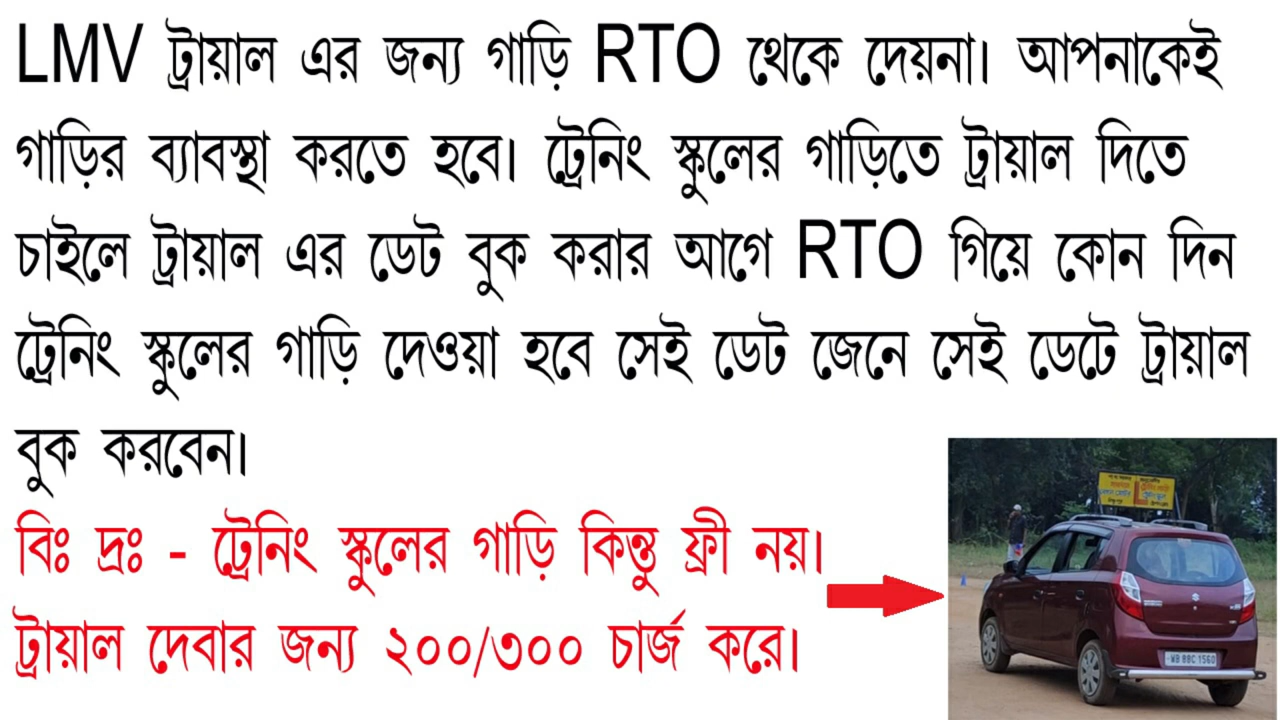 LMV ট্রায়াল এর জন্য গাড়ি RTO থেকে দেয়না। আপনাকেই
গাড়ির ব্যাবস্থা করতে হবে। ট্রেনিং স্কুলের গাড়িতে ট্রায়াল দিতে
চাইলে ট্রায়াল এর ডেট বুক করার আগে RTO গিয়ে কোন দিন
ট্রেনিং স্কুলের গাড়ি দেওয়া হবে সেই ডেট জেনে সেই ডেটে ট্রায়াল
বুক করবেন।
বিঃ দ্রঃ - ট্রেনিং স্কুলের গাড়ি কিন্তু ফ্রী নয়।
ট্রায়াল দেবার জন্য ২০০/৩০০ চার্জ করে।
L
WB 88C 1560